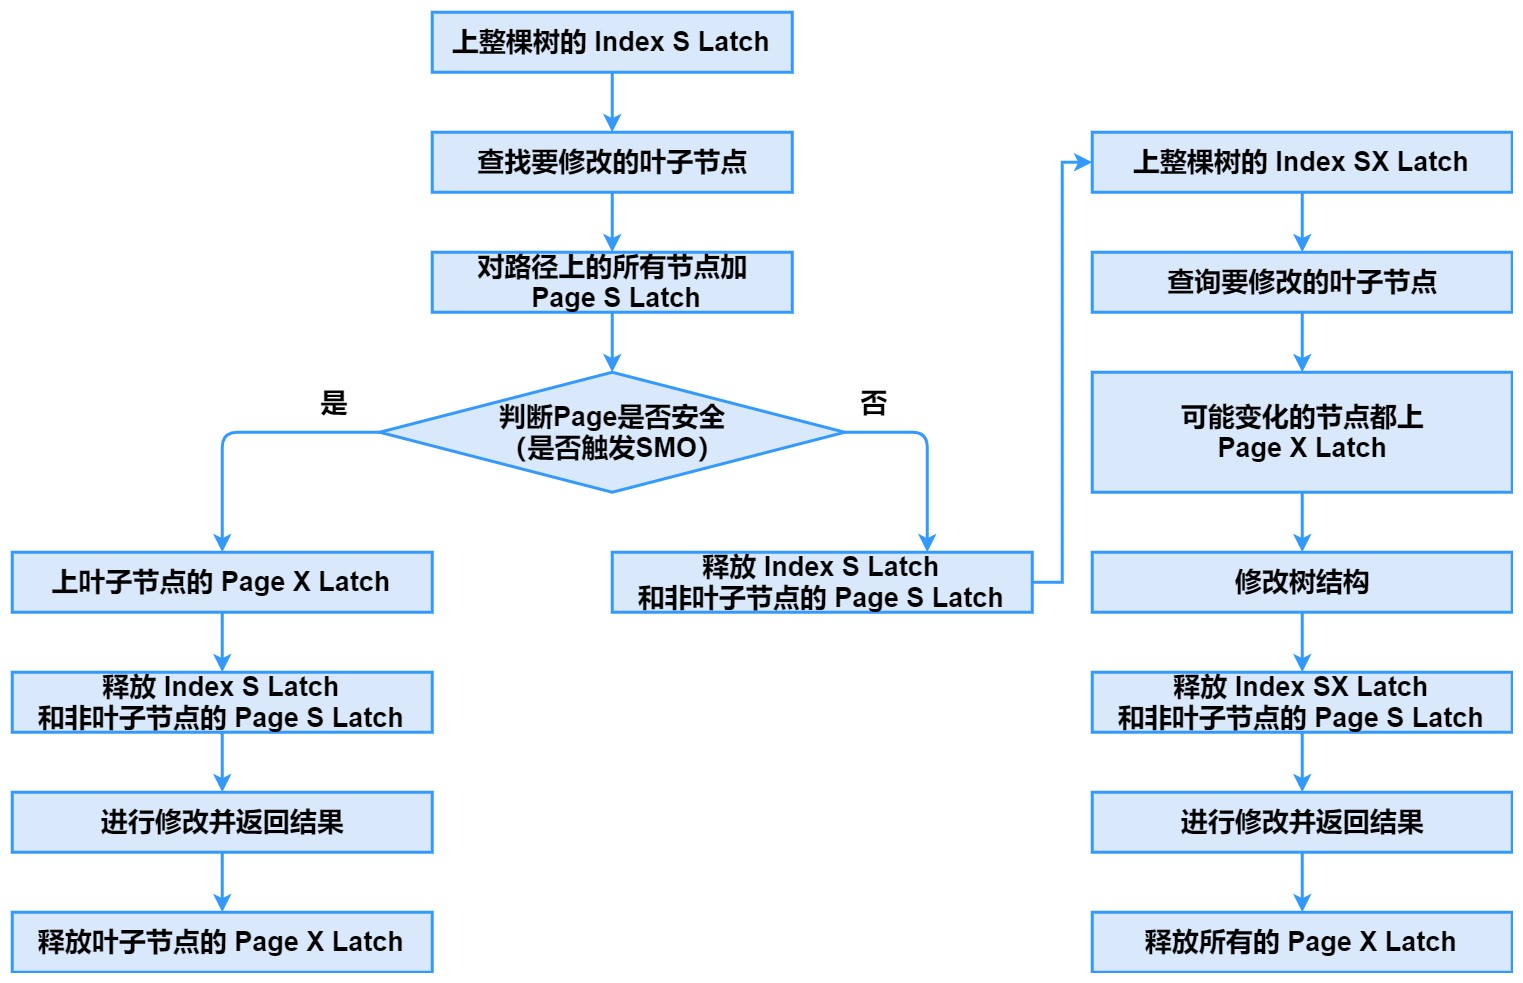 上整棵树的 Index S Latch
查找要修改的叶子节点
对路径上的所有节点加
Page S Latch
判断Page是否安全
（是否触发SMO）
是
否
上叶子节点的 Page X Latch
释放 Index S Latch
和非叶子节点的 Page S Latch
进行修改并返回结果
释放叶子节点的 Page X Latch
释放 Index S Latch
和非叶子节点的 Page S Latch
上整棵树的 Index SX Latch
查询要修改的叶子节点
可能变化的节点都上
Page X Latch
修改树结构
释放 Index SX Latch
和非叶子节点的 Page S Latch
进行修改并返回结果
释放所有的 Page X Latch